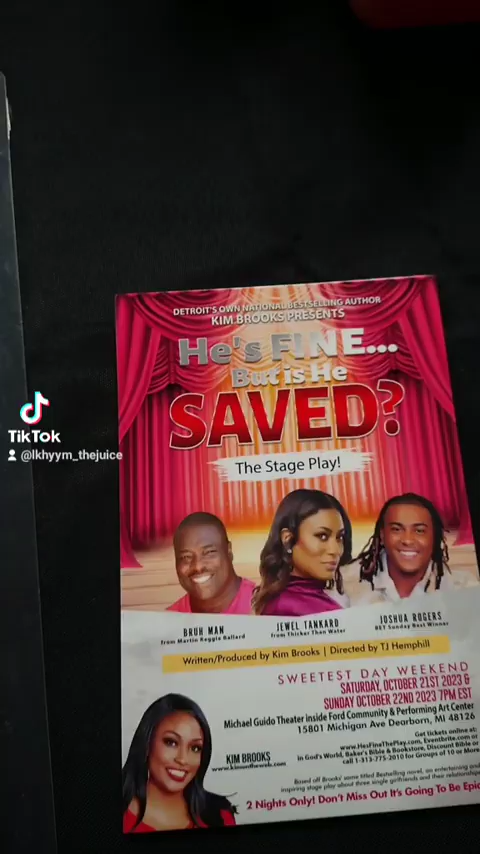 DETROIT'S OWN NATIONAL BESTSELLING AUTHOR
KIM BROOKS PRESENTS
He's FINE...
But is He
SAVED?
The Stage Play!
TikTok
@lkhyym_thejuice
BRUH MAN
from Martin Reggie Ballard
JEWEL TANKARD
from Thicker Than Water
JOSHUA ROGERS
BET Sunday Best Winner
Written/Produced by Kim Brooks | Directed by TJ Hemphill
SWEETEST DAY WEEKEND
SATURDAY, OCTOBER 21ST 2023 &
SUNDAY OCTOBER 22ND 2023 7PM EST
Michael Guido Theater inside Ford Community & Performing Art Center
15801 Michigan Ave Dearborn, MI 48126
Get tickets online at:
www.HesFineThePlay.com, Eventbrite.com or
in God's World, Baker's Bible & Bookstore, Discount Bible or
call 1-313-775-2010 for Groups of 10 or More
KIM BROOKS
www.kimontheweb.com
Based off Brooks' same titled Bestselling novel, an entertaining and
inspiring stage play about three single girlfriends and their relationships
2 Nights Only! Don't Miss Out It's Going To Be Epic